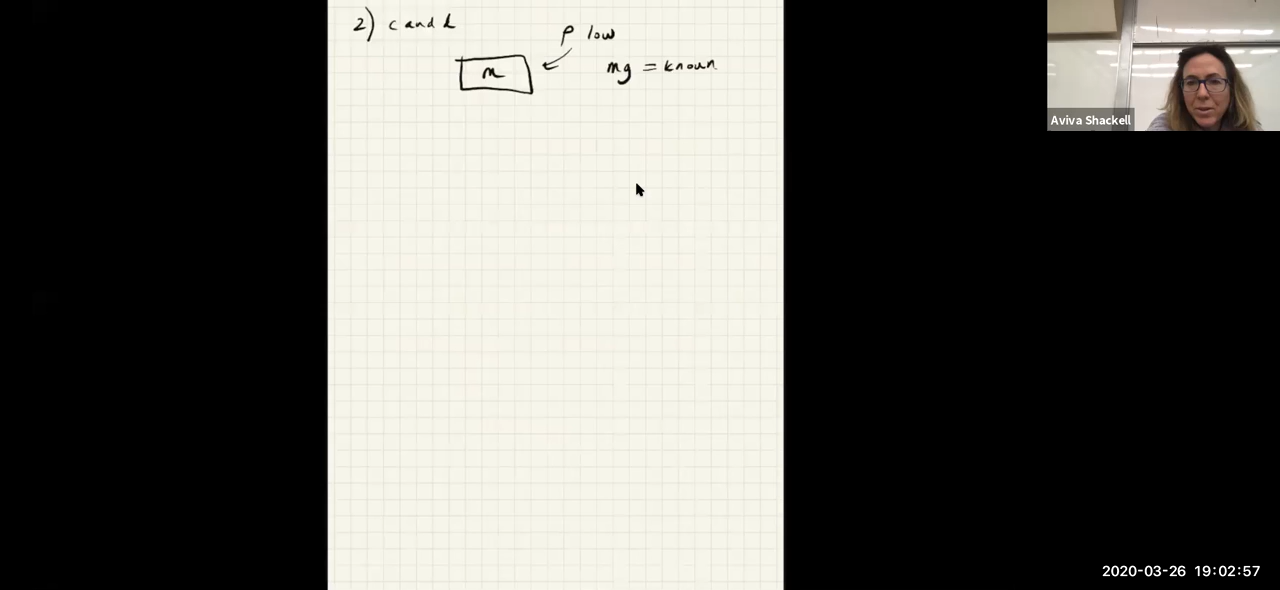 2) c and d
ρ low
m
mg = known
Aviva Shackell
2020-03-26 19:02:57